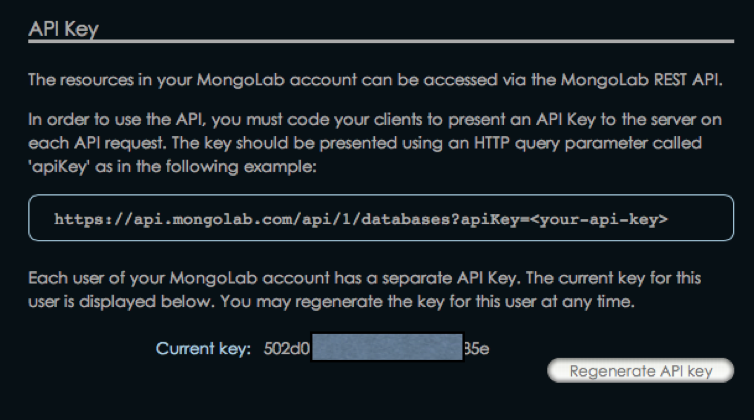 API Key
The resources in your MongoLab account can be accessed via the MongoLab REST API.
In order to use the API, you must code your clients to present an API Key to the server on
each API request. The key should be presented using an HTTP query parameter called
'apiKey' as in the following example:
https://api.mongolab.com/api/1/databases?apiKey=<your-api-key>
Each user of your MongoLab account has a separate API Key. The current key for this
user is displayed below. You may regenerate the key for this user at any time.
Current key: 502d0 35e
Regenerate API key